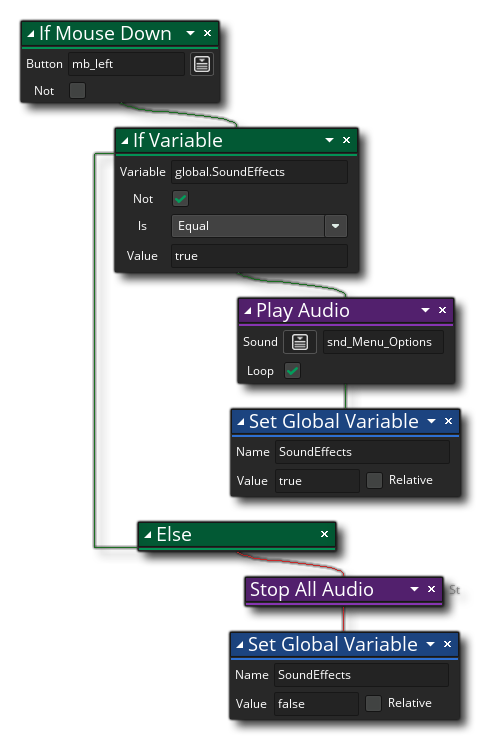 If Mouse Down
Button mb_left
Not
If Variable
Variable global.SoundEffects
Not
Is Equal
Value true
Play Audio
Sound snd_Menu_Options
Loop
Set Global Variable
Name SoundEffects
Value true Relative
Else
Stop All Audio St
Set Global Variable
Name SoundEffects
Value false Relative